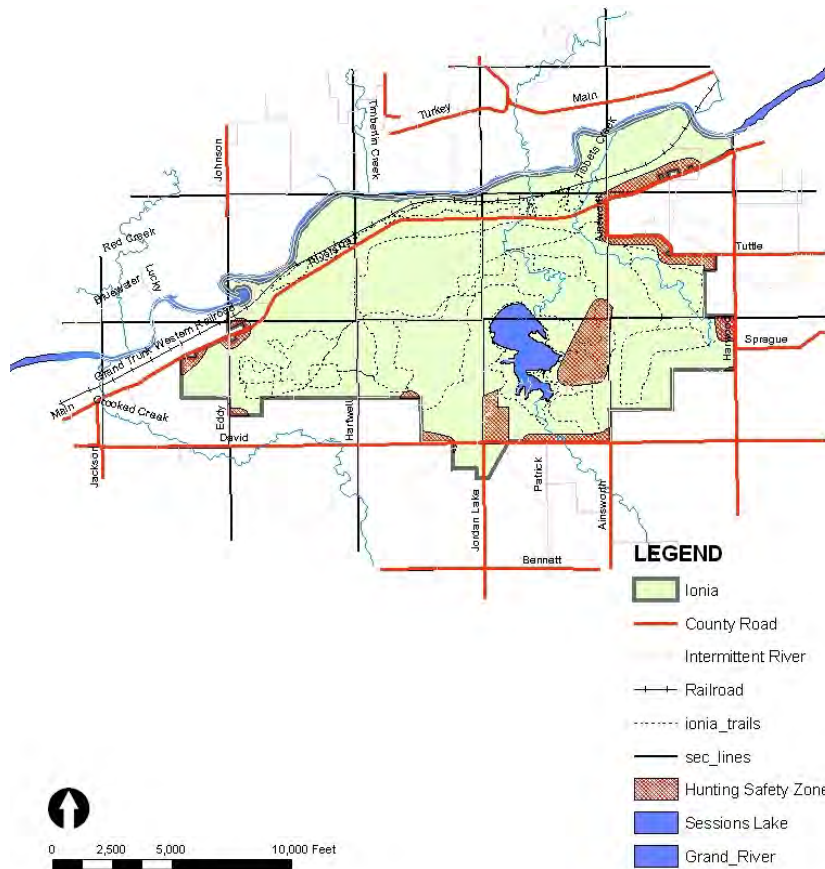 Main
Turkey
Timberlin Creek
Tibbets Creek
Johnson
Ainsworth
Red Creek
Tuttle
Riverside
Bluewater
Lucky
Grand Trunk Western Railroad
Sprague
Main
Crooked Creek
Eddy
Hartwell
David
Jackson
Jordan Lake
Patrick
Ainsworth
Bennett
LEGEND
Ionia
County Road
Intermittent River
Railroad
ionia_trails
sec_lines
Hunting Safety Zone
Sessions Lake
Grand_River
0 2,500 5,000 10,000 Feet